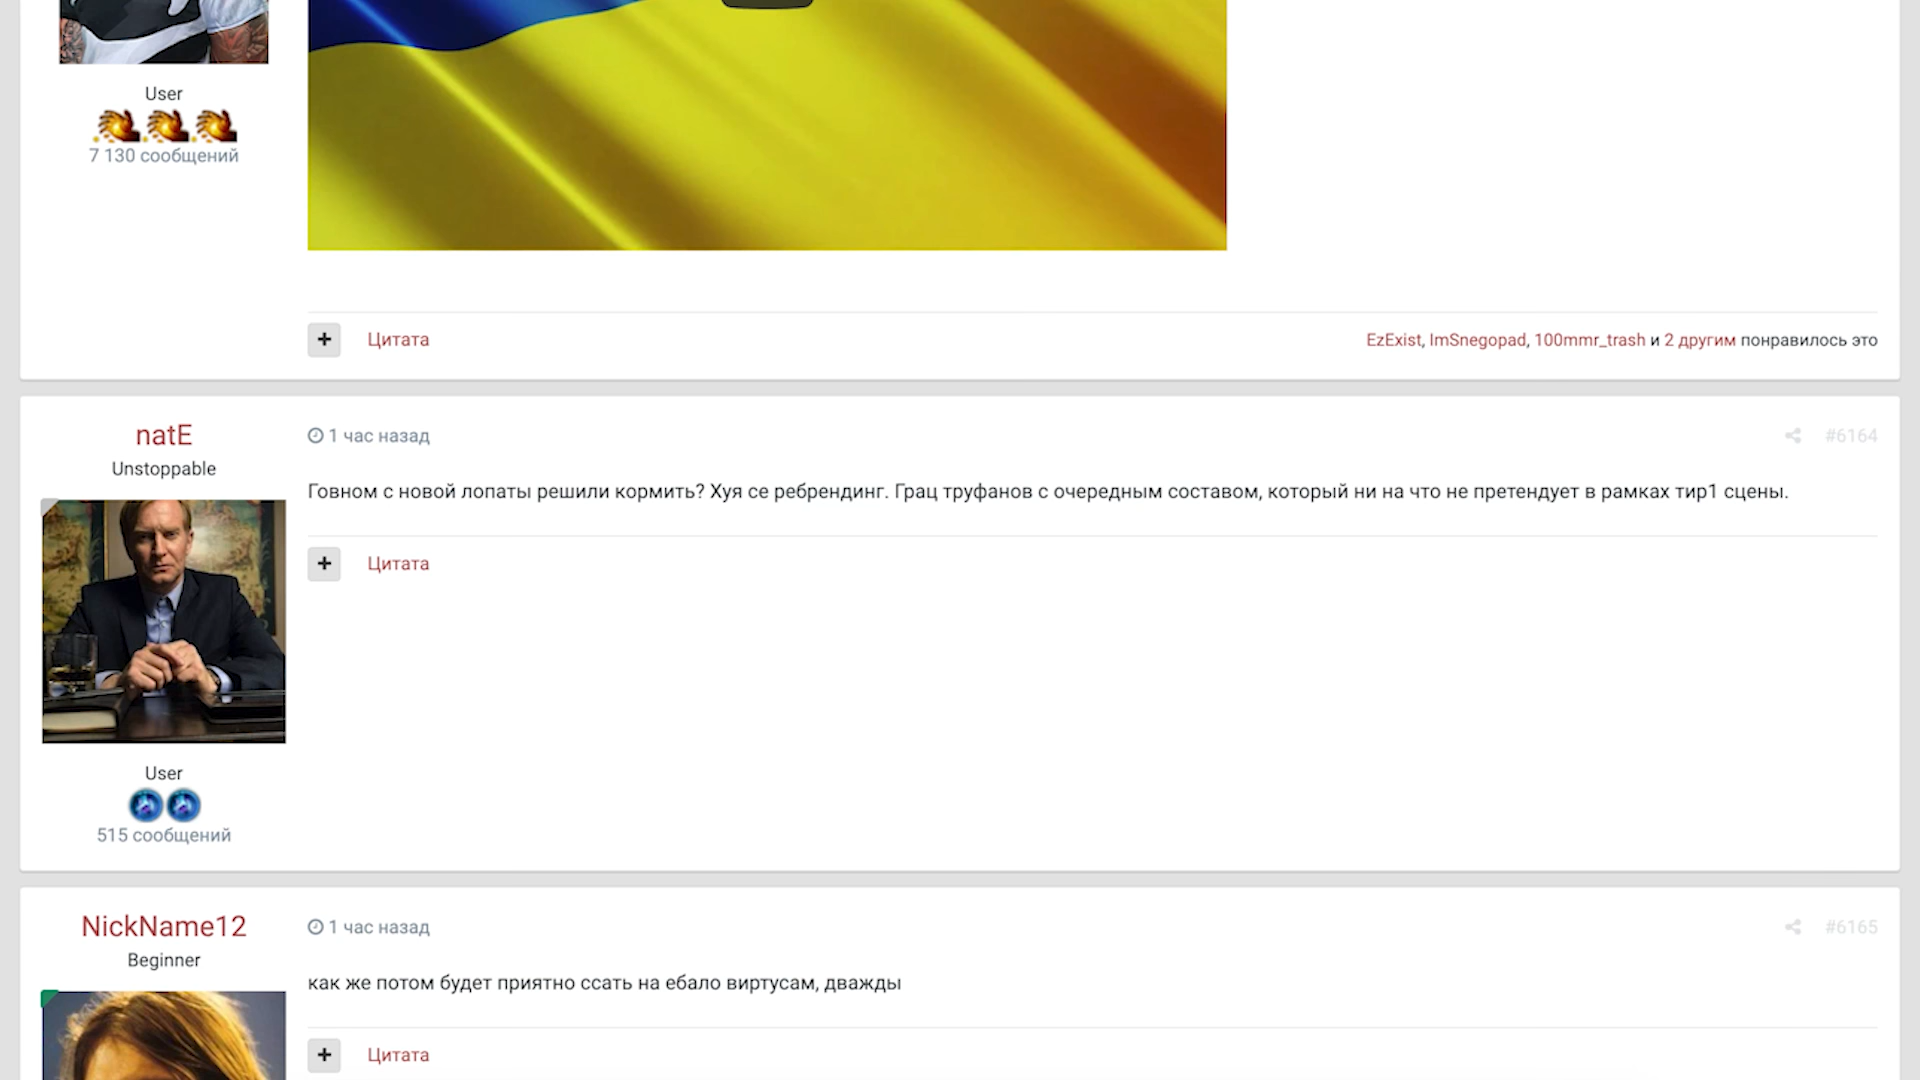 User
7 130 сообщений
Цитата
EzExist, ImSnegopad, 100mmr_trash и 2 другим понравилось это
natE
Unstoppable
1 час назад
#6164
Говном с новой лопаты решили кормить? Хуя се ребрендинг. Грац труфанов с очередным составом, который ни на что не претендует в рамках тир1 сцены.
Цитата
User
515 сообщений
NickName12
Beginner
1 час назад
#6165
как же потом будет приятно ссать на ебало виртусам, дважды
Цитата